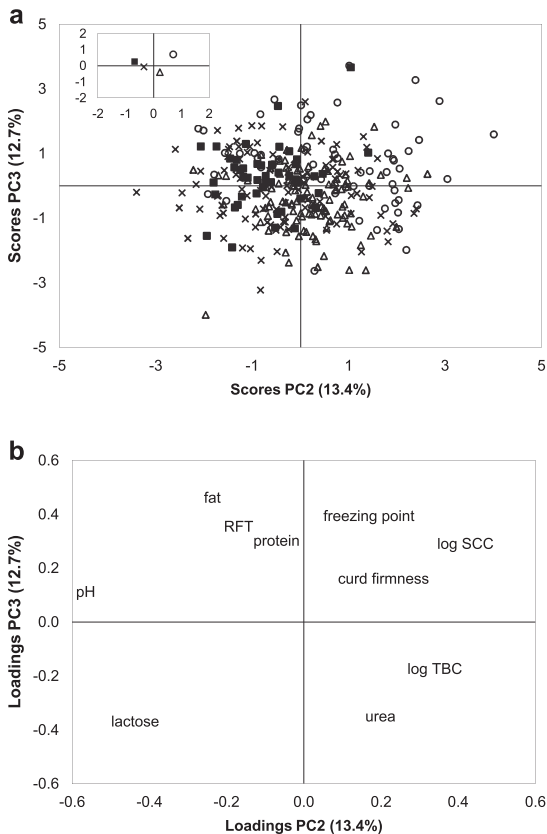 a
5
3
1
-1
-3
-5
Scores PC3 (12.7%)
2
1
0
-1
-2
-2 -1 0 1 2
-5 -3 -1 1 3 5
Scores PC2 (13.4%)
b
0.6
0.4
0.2
0.0
-0.2
-0.4
-0.6
Loadings PC3 (12.7%)
fat
freezing point
RFT
protein
log SCC
curd firmness
pH
log TBC
urea
lactose
-0.6 -0.4 -0.2 0.0 0.2 0.4 0.6
Loadings PC2 (13.4%)